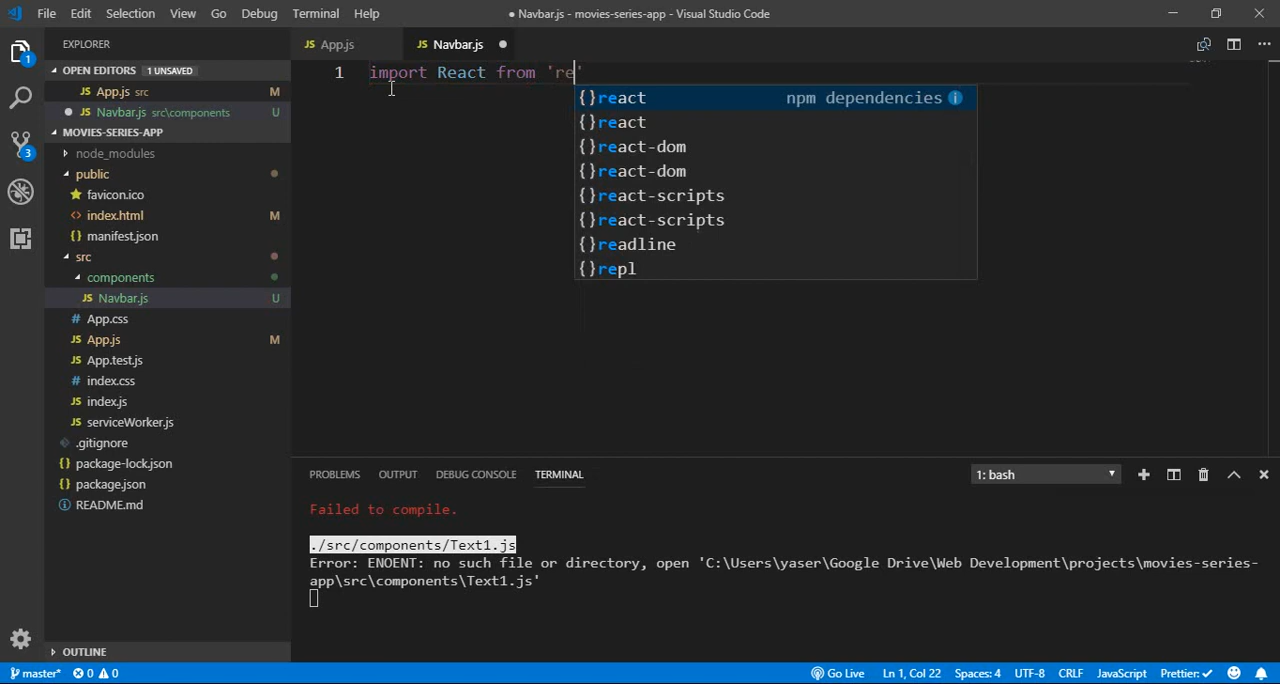 File Edit Selection View Go Debug Terminal Help
● Navbar.js - movies-series-app - Visual Studio Code
EXPLORER
OPEN EDITORS 1 UNSAVED
App.js src M
Navbar.js src\components U
MOVIES-SERIES-APP
node_modules
public
favicon.ico
index.html M
manifest.json
src
components
Navbar.js U
App.css
App.js M
App.test.js
index.css
index.js
serviceWorker.js
.gitignore
package-lock.json
package.json
README.md
OUTLINE
App.js
Navbar.js
1 import React from 're'
react npm dependencies
react
react-dom
react-dom
react-scripts
react-scripts
readline
repl
PROBLEMS OUTPUT DEBUG CONSOLE TERMINAL 1: bash
Failed to compile.
./src/components/Text1.js
Error: ENOENT: no such file or directory, open 'C:\Users\yaser\Google Drive\Web Development\projects\movies-series-
app\src\components\Text1.js'
master* 0 0 Go Live Ln 1, Col 22 Spaces: 4 UTF-8 CRLF JavaScript Prettier: ✓